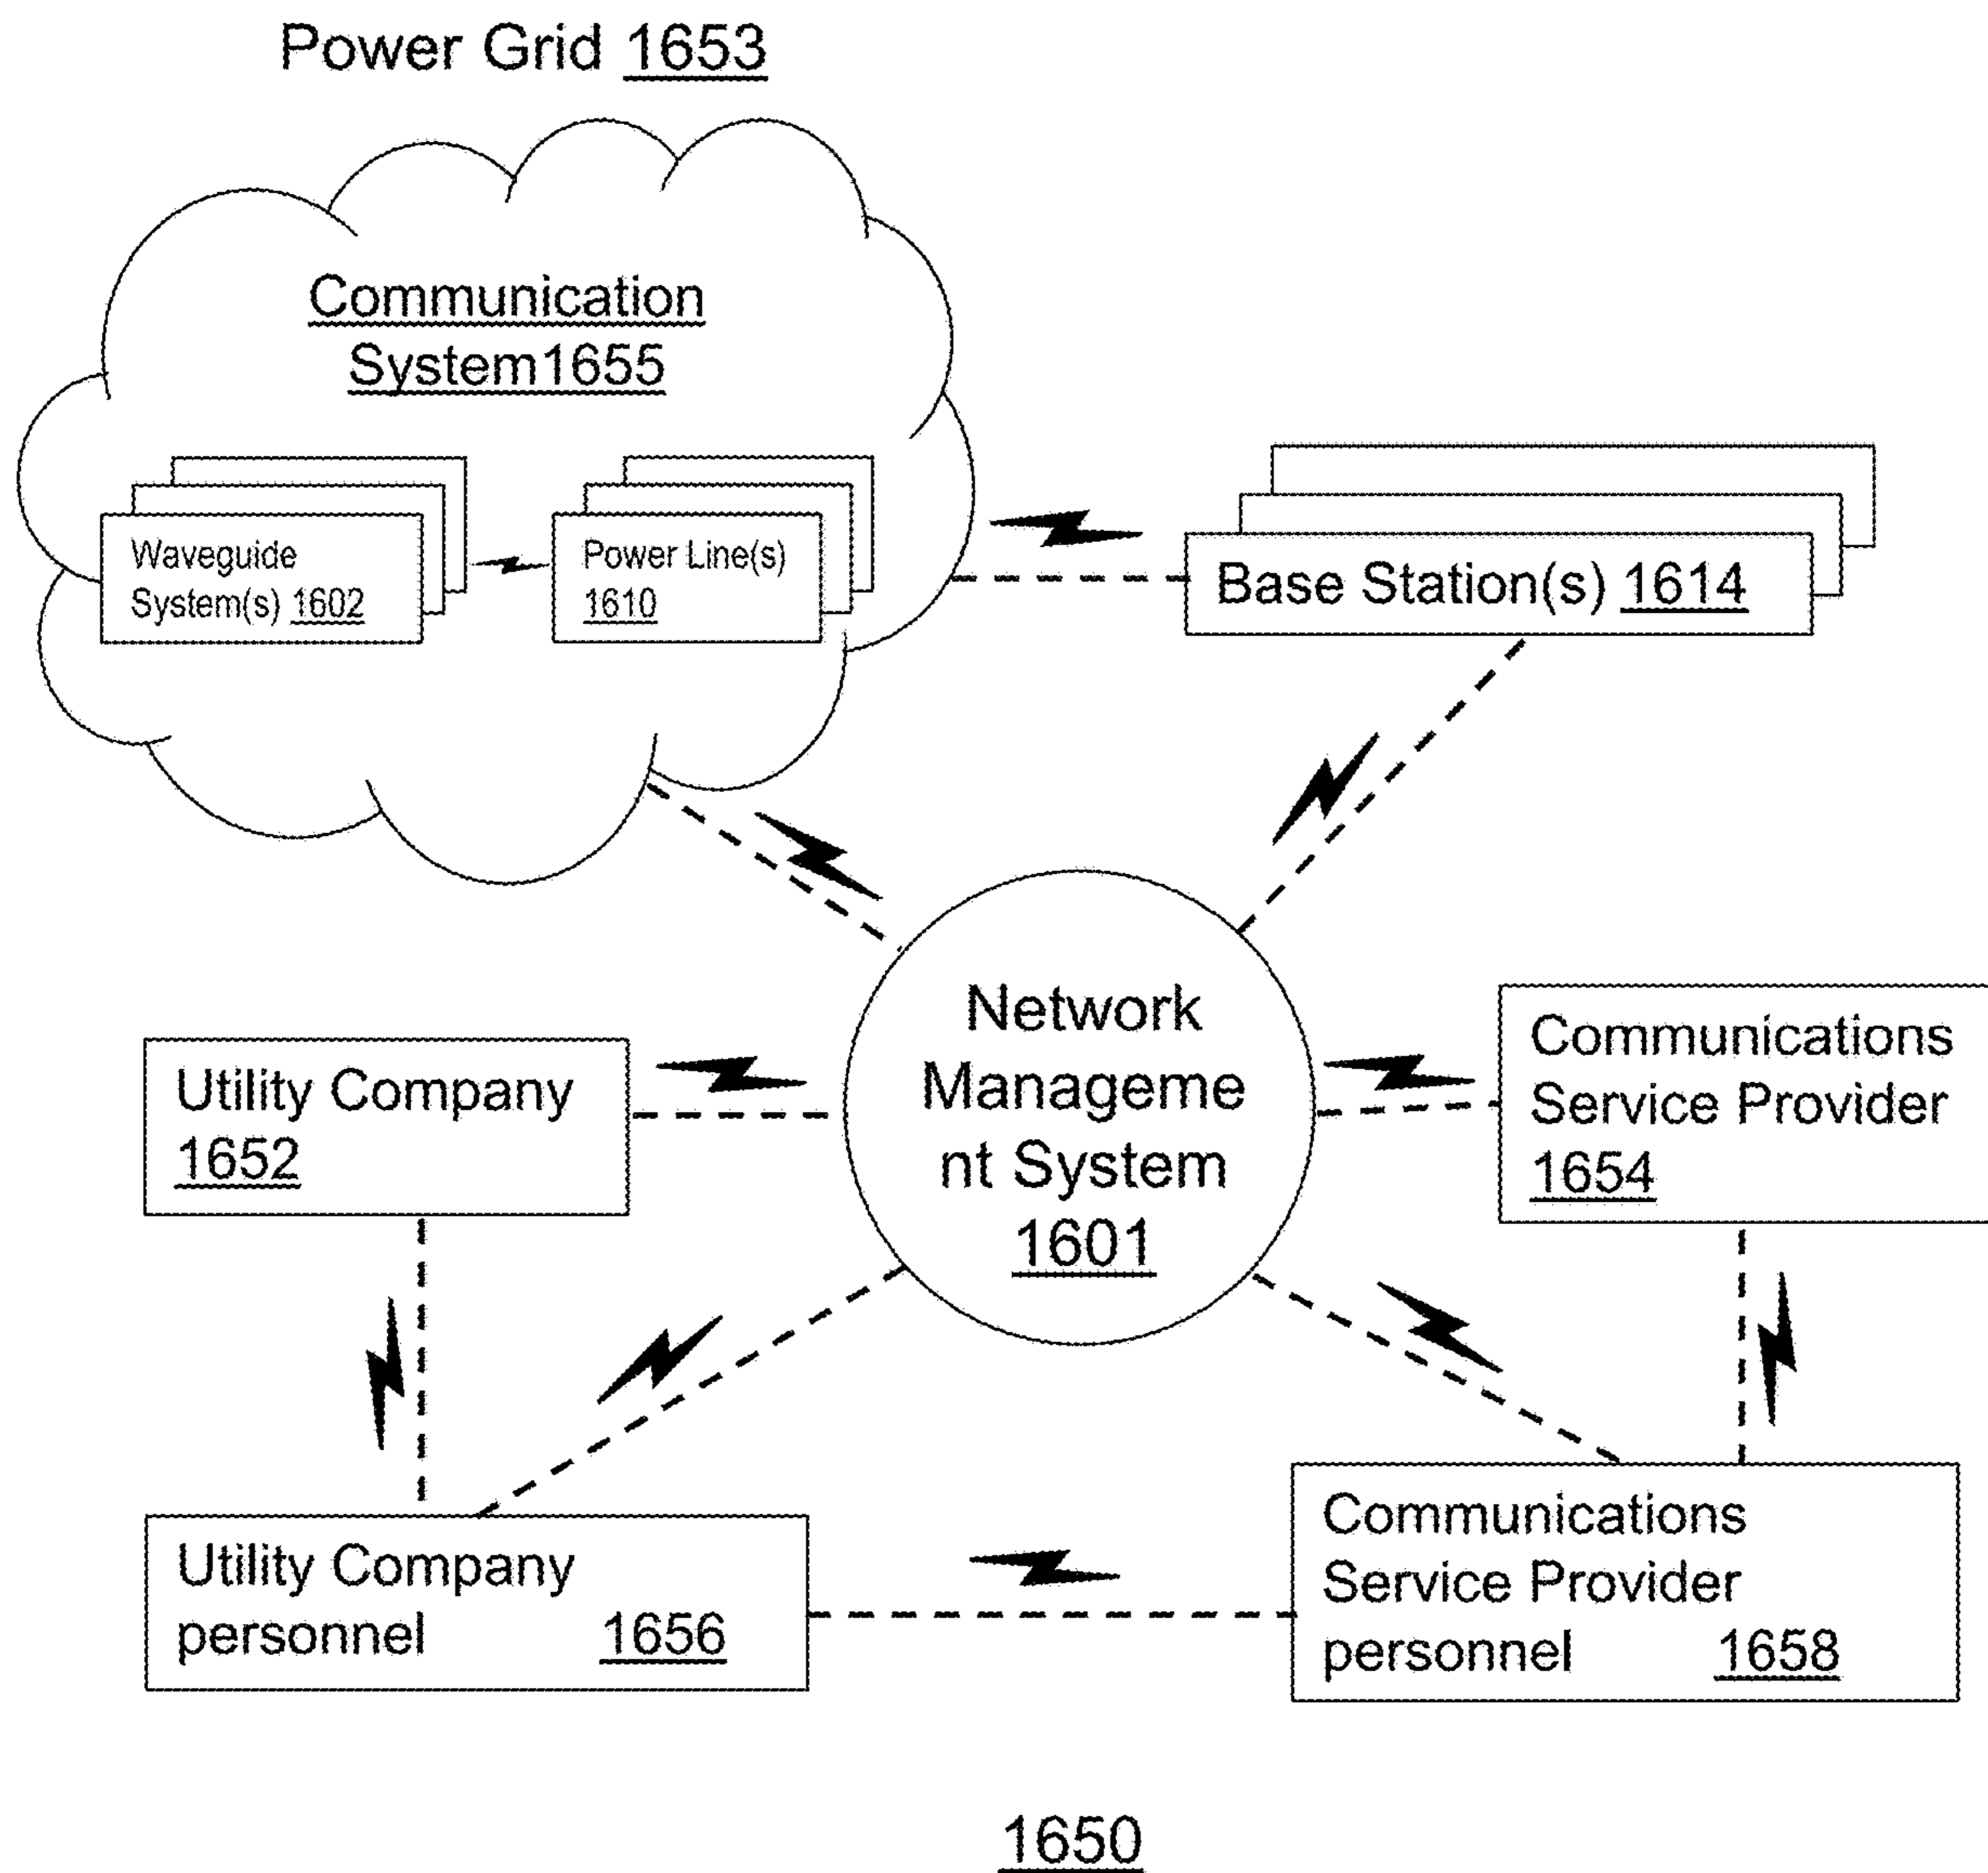 Power Grid 1653
Communication
System1655
Waveguide
System(s) 1602
Power Line(s)
1610
Base Station(s) 1614
Network
Manageme
nt System
1601
Utility Company
1652
Communications
Service Provider
1654
Utility Company
personnel 1656
Communications
Service Provider
personnel 1658
1650